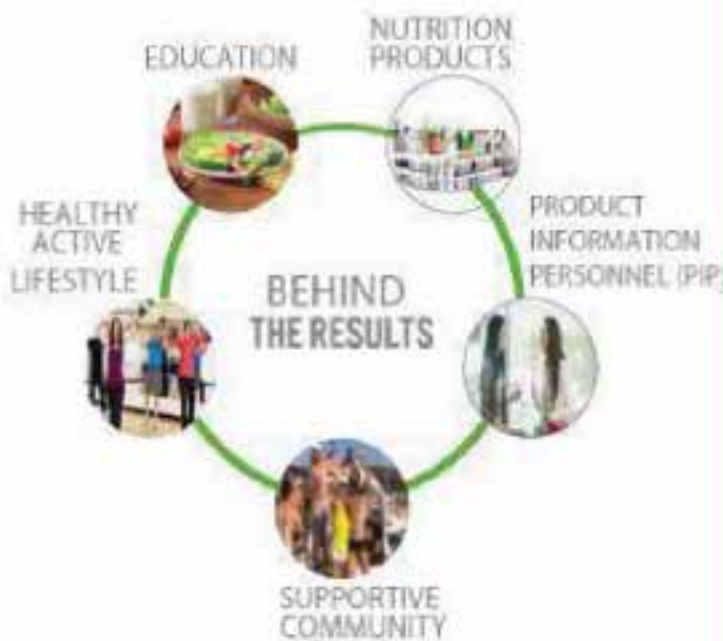 EDUCATION
NUTRITION
PRODUCTS
HEALTHY
ACTIVE
LIFESTYLE
PRODUCT
INFORMATION
PERSONNEL (PIP)
BEHIND
THE RESULTS
SUPPORTIVE
COMMUNITY